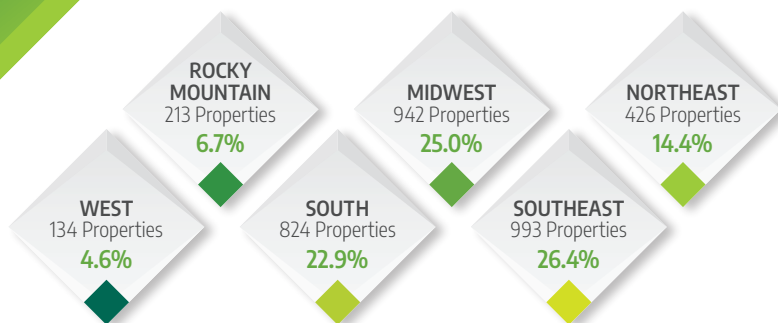 ROCKY
MOUNTAIN
213 Properties
6.7%
MIDWEST
942 Properties
25.0%
NORTHEAST
426 Properties
14.4%
WEST
134 Properties
4.6%
SOUTH
824 Properties
22.9%
SOUTHEAST
993 Properties
26.4%